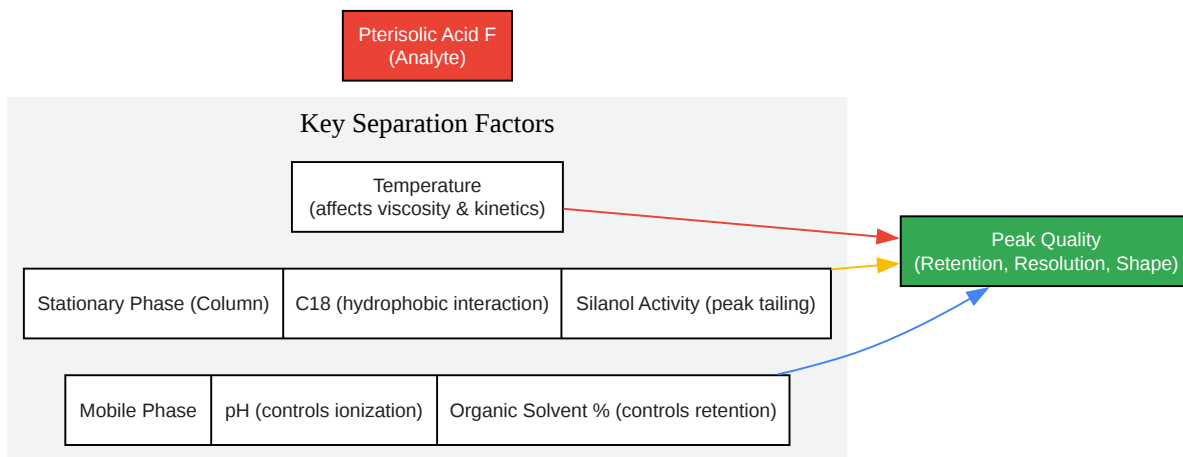 Pterisolic Acid F
(Analyte)
Key Separation Factors
Temperature
(affects viscosity & kinetics)
Peak Quality
(Retention, Resolution, Shape)
Stationary Phase (Column)
C18 (hydrophobic interaction)
Silanol Activity (peak tailing)
Mobile Phase
pH (controls ionization)
Organic Solvent % (controls retention)